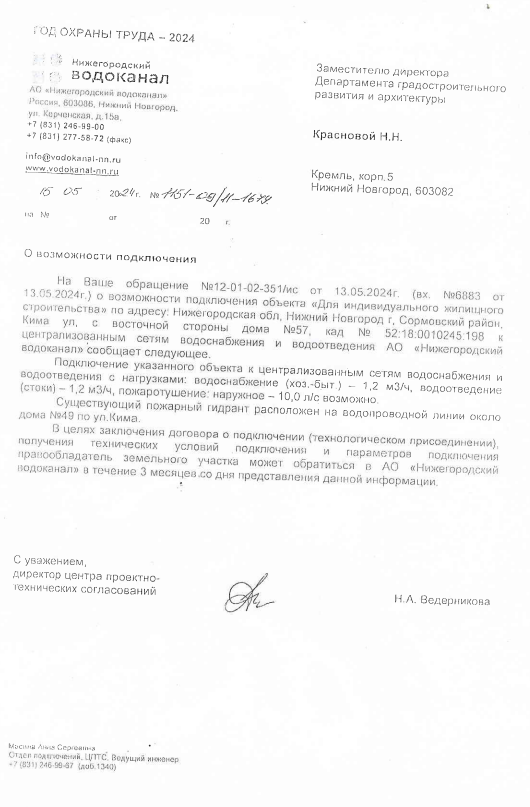 ГОД ОХРАНЫ ТРУДА – 2024
Нижегородский
ВОДОКАНАЛ
АО «Нижегородский водоканал»
Россия, 603086, Нижний Новгород,
ул. Керченская, д.15а,
+7 (831) 246-99-00
+7 (831) 277-58-72 (факс)
info@vodokanal-nn.ru
www.vodokanal-nn.ru
15 05 2024г. №
на № от 20 г.
Заместителю директора
Департамента градостроительного
развития и архитектуры
Красновой Н.Н.
Кремль, корп.5
Нижний Новгород, 603082
О возможности подключения
На Ваше обращение №12-01-02-351/ис от 13.05.2024г. (вх. №6883 от
13.05.2024г.) о возможности подключения объекта «Для индивидуального жилищного
строительства» по адресу: Нижегородская обл, Нижний Новгород г, Сормовский район,
Кима ул, с восточной стороны дома №57, кад № 52:18:0010245:198 к
централизованным сетям водоснабжения и водоотведения АО «Нижегородский
водоканал» сообщает следующее.
Подключение указанного объекта к централизованным сетям водоснабжения и
водоотведения с нагрузками: водоснабжение (хоз.-быт.) – 1,2 м3/ч, водоотведение
(стоки) – 1,2 м3/ч, пожаротушение: наружное – 10,0 л/с возможно.
Существующий пожарный гидрант расположен на водопроводной линии около
дома №49 по ул.Кима.
В целях заключения договора о подключении (технологическом присоединении),
получения технических условий подключения и параметров подключения
правообладатель земельного участка может обратиться в АО «Нижегородский
водоканал» в течение 3 месяцев со дня представления данной информации.
С уважением,
директор центра проектно-
технических согласований
Н.А. Ведерникова
Анна Сергеевна
Отдел подключений, ЦПТС, Ведущий инженер
+7 (831) 246-99-67 (доб.1340)